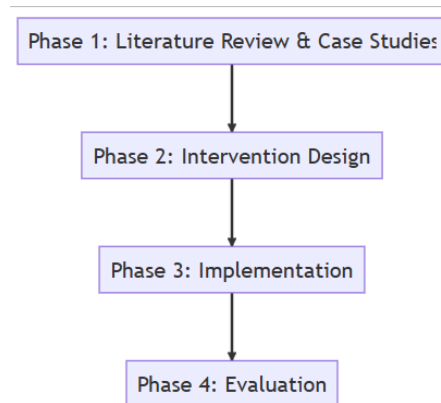 Phase 1: Literature Review & Case Studies
Phase 2: Intervention Design
Phase 3: Implementation
Phase 4: Evaluation